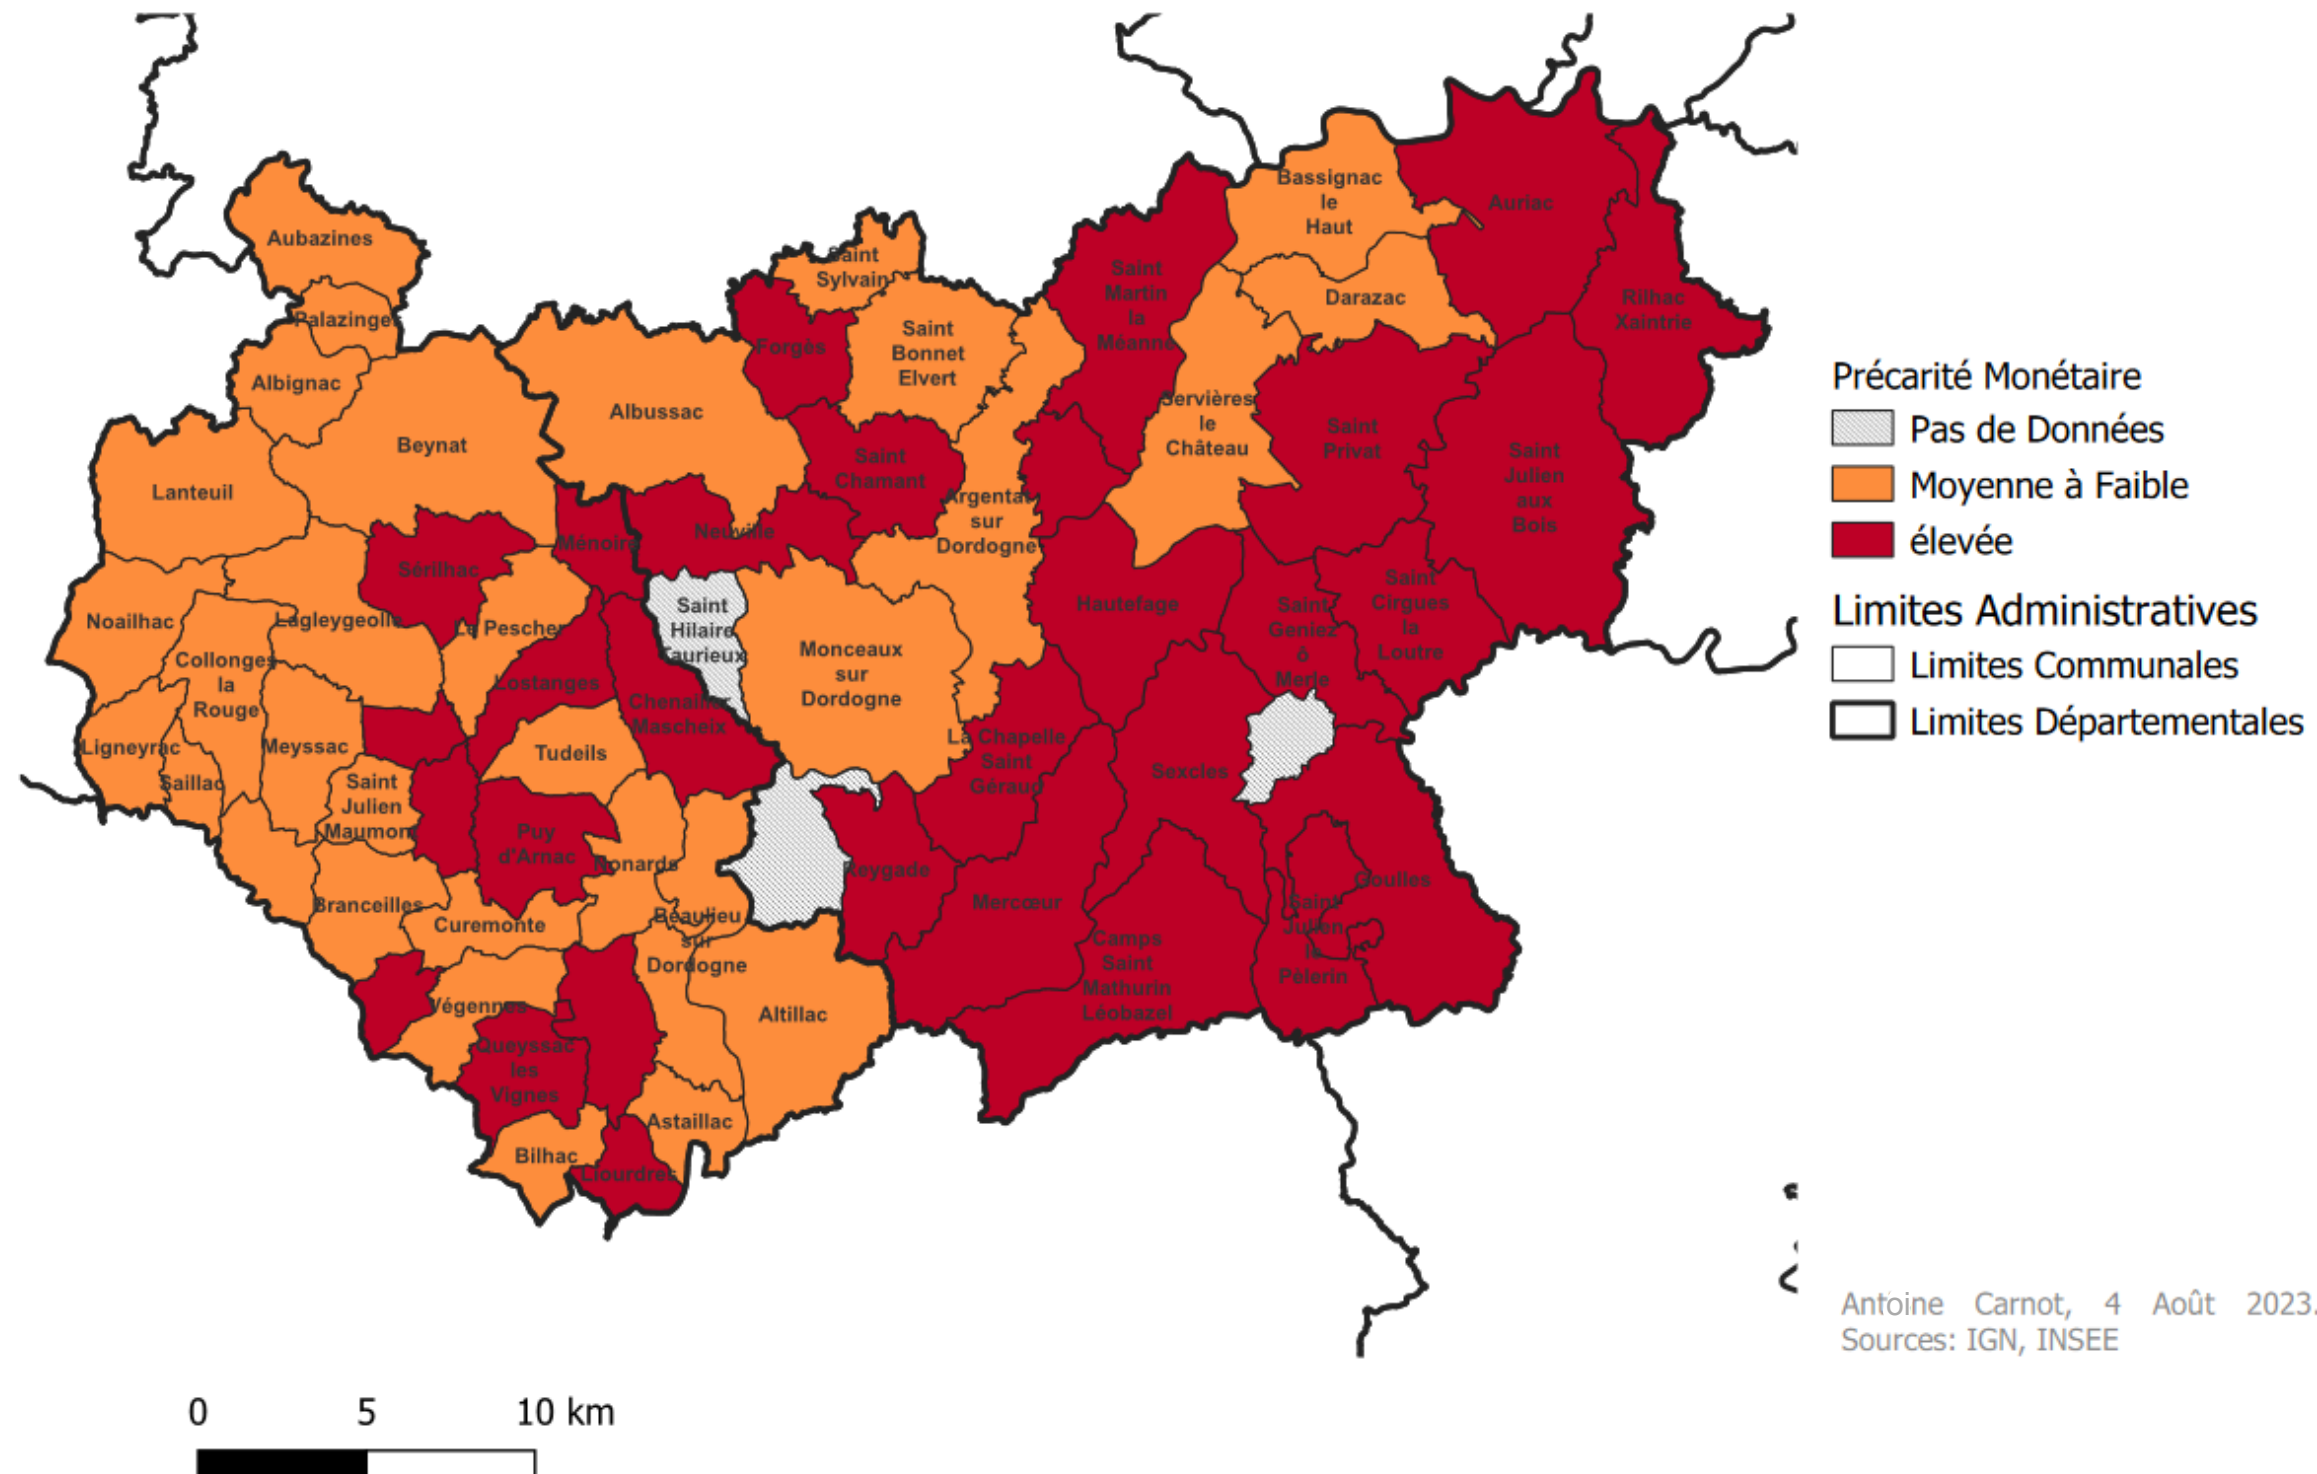 Aubazines
Palazinges
Albignac
Beynat
Lanteuil
Noailhac
Lagleygeolle
Sérilhac
Ménoire
Le Pescher
Collonges
la
Rouge
Ligneyrac
Saillac
Meyssac
Saint
Julien
Maumont
Lostanges
Tudeils
Chenailler
Mascheix
Puy
d'Arnac
Nonards
Branceilles
Curemonte
Végennes
Queyssac
les
Vignes
Bilhac
Liourdres
Astaillac
Beaulieu
sur
Dordogne
Altillac
Albussac
Forgès
Saint
Sylvain
Saint
Bonnet
Elvert
Saint
Chamant
Neuville
Saint
Hilaire
Taurieux
Monceaux
sur
Dordogne
Argentat
sur
Dordogne
Saint
Martin
la
Méanne
Bassignac
le
Haut
Darazac
Auriac
Rilhac
Xaintrie
Servières
le
Château
Saint
Privat
Saint
Julien
aux
Bois
Hautefage
Saint
Geniez
ô
Merle
Saint
Cirgues
la
Loutre
La Chapelle
Saint
Géraud
Sexcles
Reygade
Mercœur
Camps
Saint
Mathurin
Léobazel
Saint
Julien
le
Pèlerin
Goulles
Précarité Monétaire
Pas de Données
Moyenne à Faible
élevée
Limites Administratives
Limites Communales
Limites Départementales
Antoine Carnot, 4 Août 2023.
Sources: IGN, INSEE
0 5 10 km